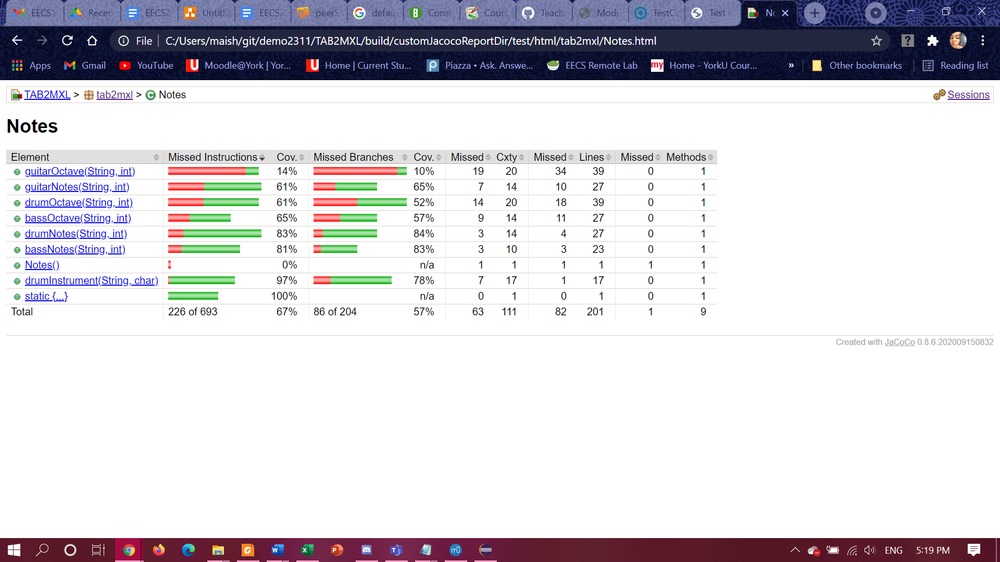 EECS1 Recen EECS2 Untitl EECS2 peerS defau Const Cours Teach Modu TestCo Test re No
File C:/Users/maish/git/demo2311/TAB2MXL/build/customJacocoReportDir/test/html/tab2mxl/Notes.html
Apps Gmail YouTube Moodle@York | Yor... Home | Current Stu... Piazza • Ask. Answe... EECS Remote Lab my Home - YorkU Cour... » Other bookmarks Reading list
TAB2MXL > tab2mxl > Notes Sessions
Notes
Element Missed Instructions Cov. Missed Branches Cov. Missed Cxty Missed Lines Missed Methods
guitarOctave(String, int) 14% 10% 19 20 34 39 0 1
guitarNotes(String, int) 61% 65% 7 14 10 27 0 1
drumOctave(String, int) 61% 52% 14 20 18 39 0 1
bassOctave(String, int) 65% 57% 9 14 11 27 0 1
drumNotes(String, int) 83% 84% 3 14 4 27 0 1
bassNotes(String, int) 81% 83% 3 10 3 23 0 1
Notes() 0% n/a 1 1 1 1 1 1
drumInstrument(String, char) 97% 78% 7 17 1 17 0 1
static {...} 100% n/a 0 1 0 1 0 1
Total 226 of 693 67% 86 of 204 57% 63 111 82 201 1 9
Created with JaCoCo 0.8.6.202009150832
ENG 5:19 PM